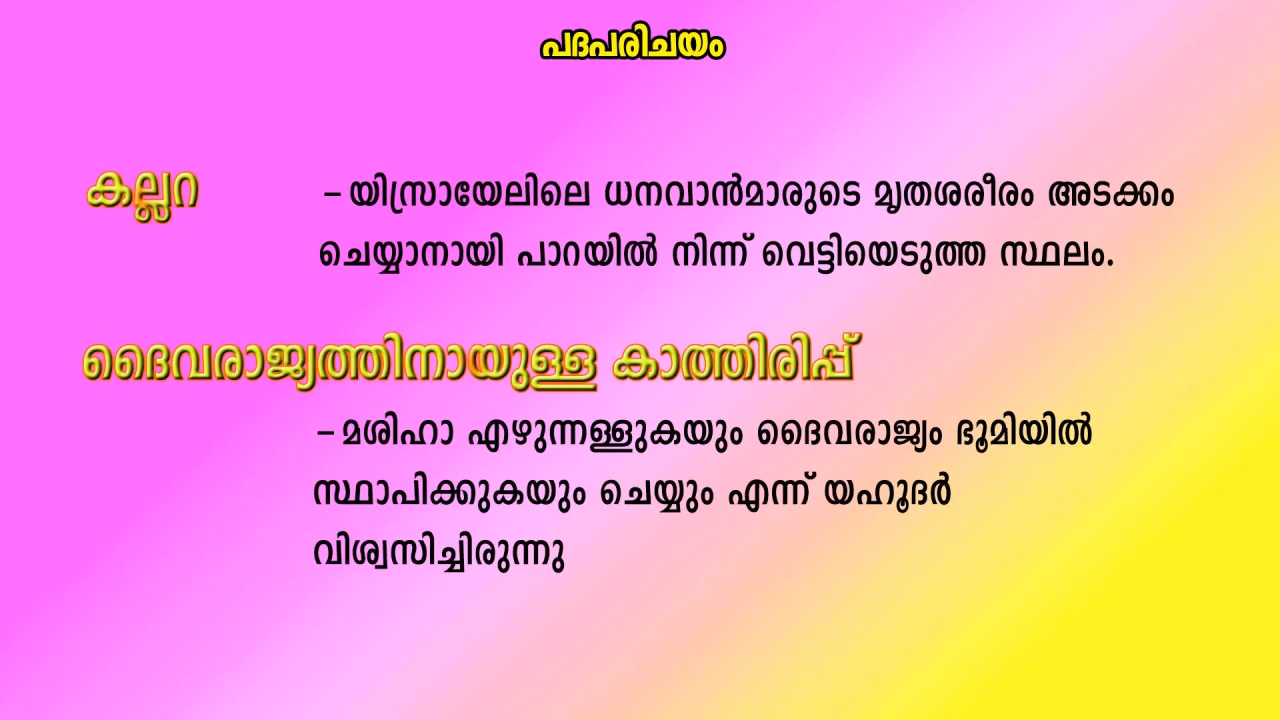 പദപരിചയം
കല്ലറ – യിസ്രായേലിലെ ധനവാൻമാരുടെ മൃതശരീരം അടക്കം
ചെയ്യാനായി പാറയിൽ നിന്ന് വെട്ടിയെടുത്ത സ്ഥലം.
ദൈവരാജ്യത്തിനായുള്ള കാത്തിരിപ്പ്
– മശിഹാ എഴുന്നള്ളുകയും ദൈവരാജ്യം ഭൂമിയിൽ
സ്ഥാപിക്കുകയും ചെയ്യും എന്ന് യഹൂദർ
വിശ്വസിച്ചിരുന്നു